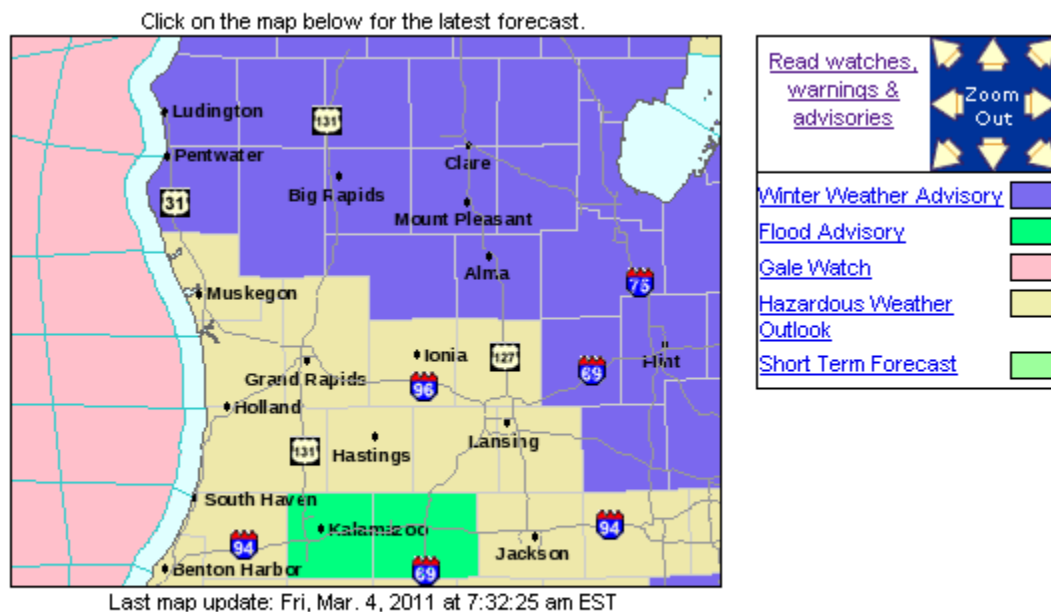 Click on the map below for the latest forecast.
Ludington
131
Pentwater
Clare
Big Rapids
31
Mount Pleasant
Alma
75
Muskegon
Ionia
127
Flint
Grand Rapids
69
96
Holland
Lansing
131
Hastings
South Haven
Kalamazoo
94
94
Jackson
Benton Harbor
69
Last map update: Fri, Mar. 4, 2011 at 7:32:25 am EST
Read watches,
warnings &
advisories
Zoom
Out
Winter Weather Advisory
Flood Advisory
Gale Watch
Hazardous Weather
Outlook
Short Term Forecast